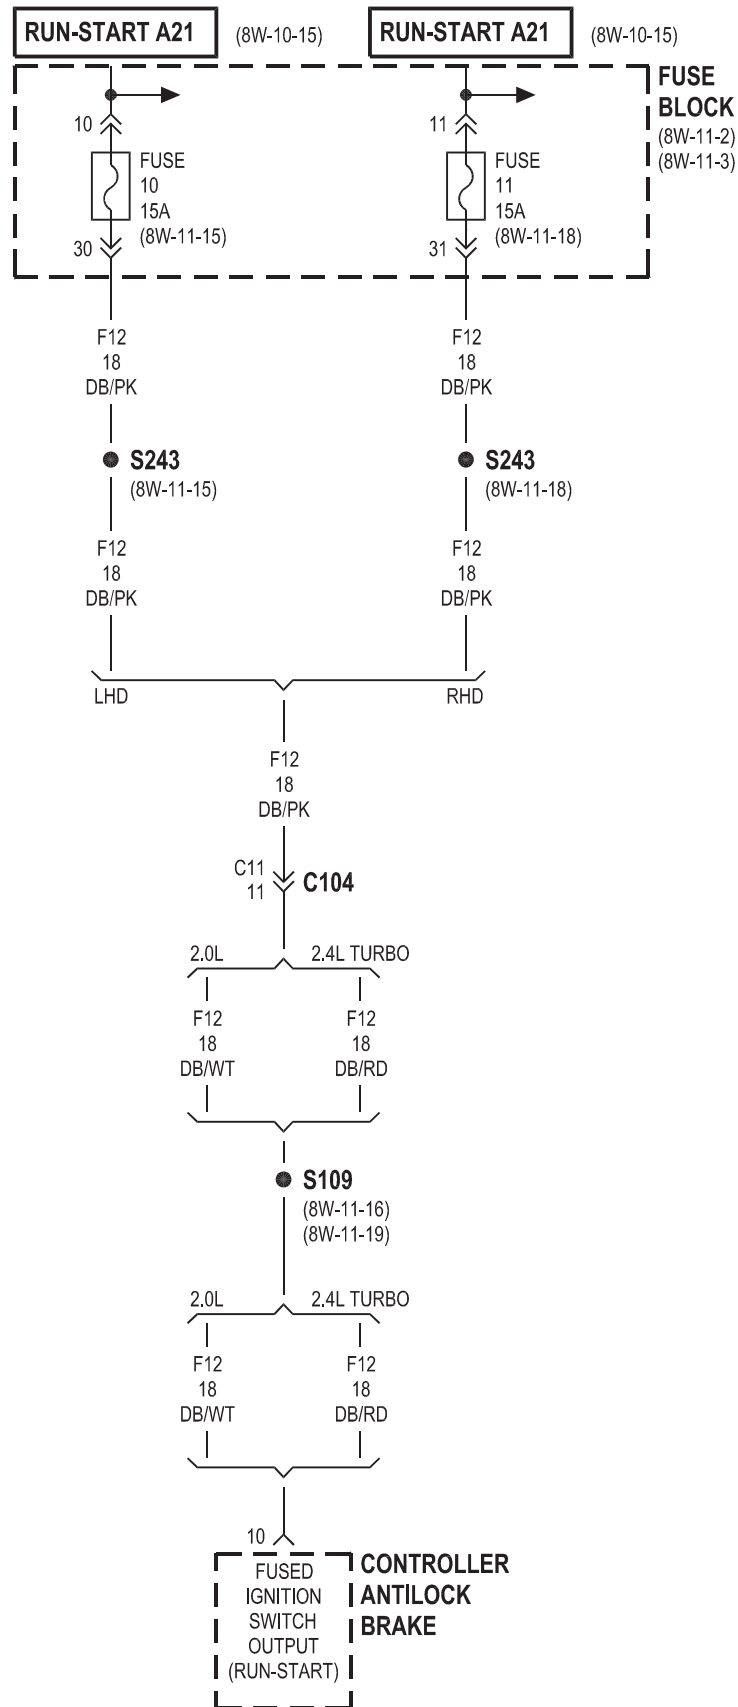 RUN-START A21 (8W-10-15) RUN-START A21 (8W-10-15)
FUSE
BLOCK
(8W-11-2)
(8W-11-3)
10
FUSE
10
15A
(8W-11-15)
30
11
FUSE
11
15A
(8W-11-18)
31
F12
18
DB/PK
F12
18
DB/PK
S243
(8W-11-15)
S243
(8W-11-18)
F12
18
DB/PK
F12
18
DB/PK
LHD RHD
F12
18
DB/PK
C11
11
C104
2.0L 2.4L TURBO
F12
18
DB/WT
F12
18
DB/RD
S109
(8W-11-16)
(8W-11-19)
2.0L 2.4L TURBO
F12
18
DB/WT
F12
18
DB/RD
10
FUSED
IGNITION
SWITCH
OUTPUT
(RUN-START)
CONTROLLER
ANTILOCK
BRAKE